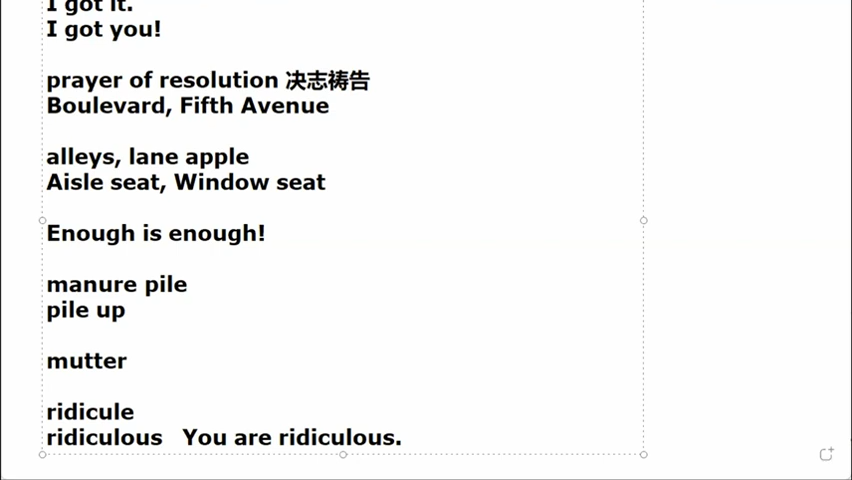 I got it.
I got you!
prayer of resolution 决志祷告
Boulevard, Fifth Avenue
alleys, lane apple
Aisle seat, Window seat
Enough is enough!
manure pile
pile up
mutter
ridicule
ridiculous   You are ridiculous.